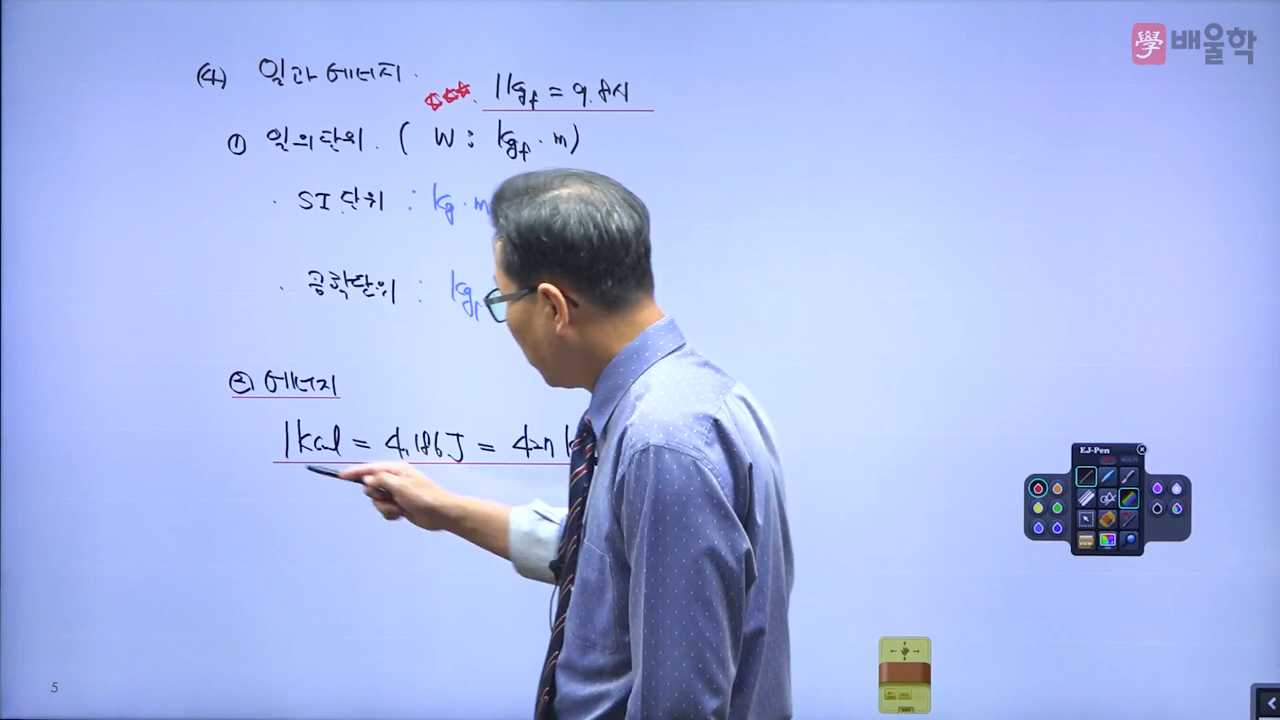 學 배울학
(4) 일과 에너지.
1kgf = 9.8N
① 일의 단위. ( W : kgf · m )
· SI 단위 : kg · m
· 공학단위 : kgf
② 에너지
1kcal = 4.186J = 427 k
EJ-Pen
5